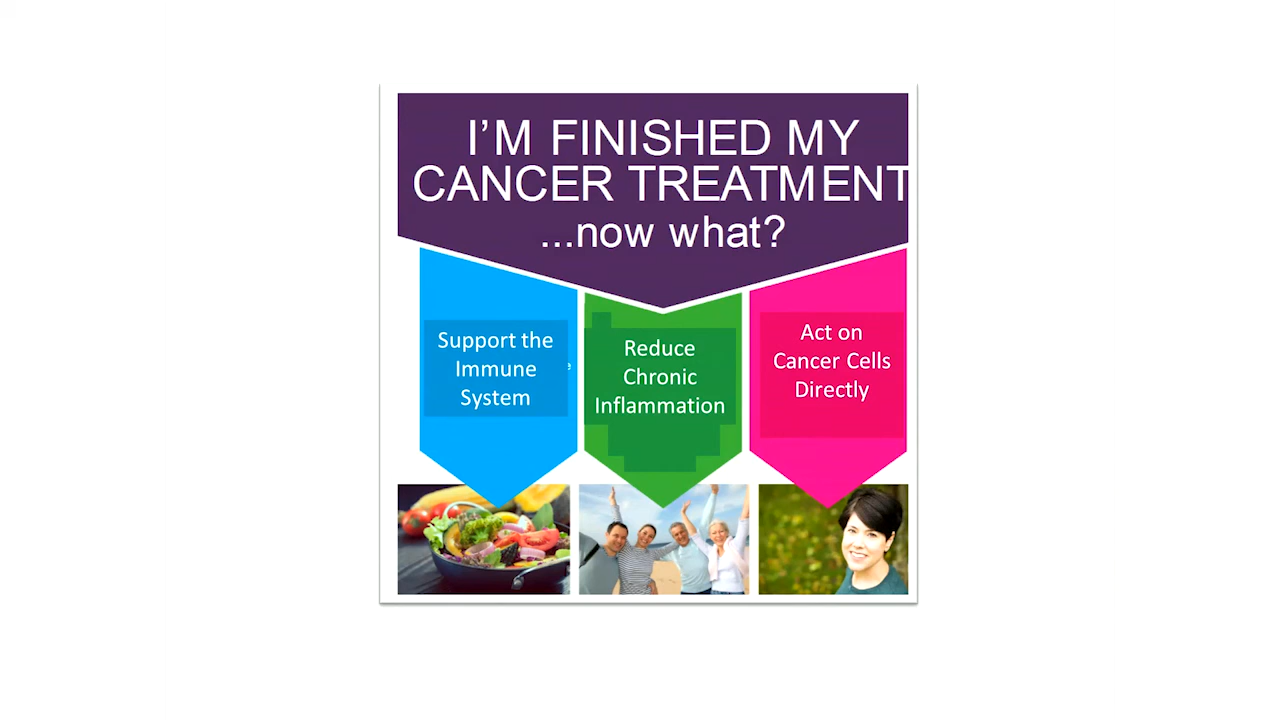 I'M FINISHED MY
CANCER TREATMENT
...now what?
Support the
Immune
System
Reduce
Chronic
Inflammation
Act on
Cancer Cells
Directly